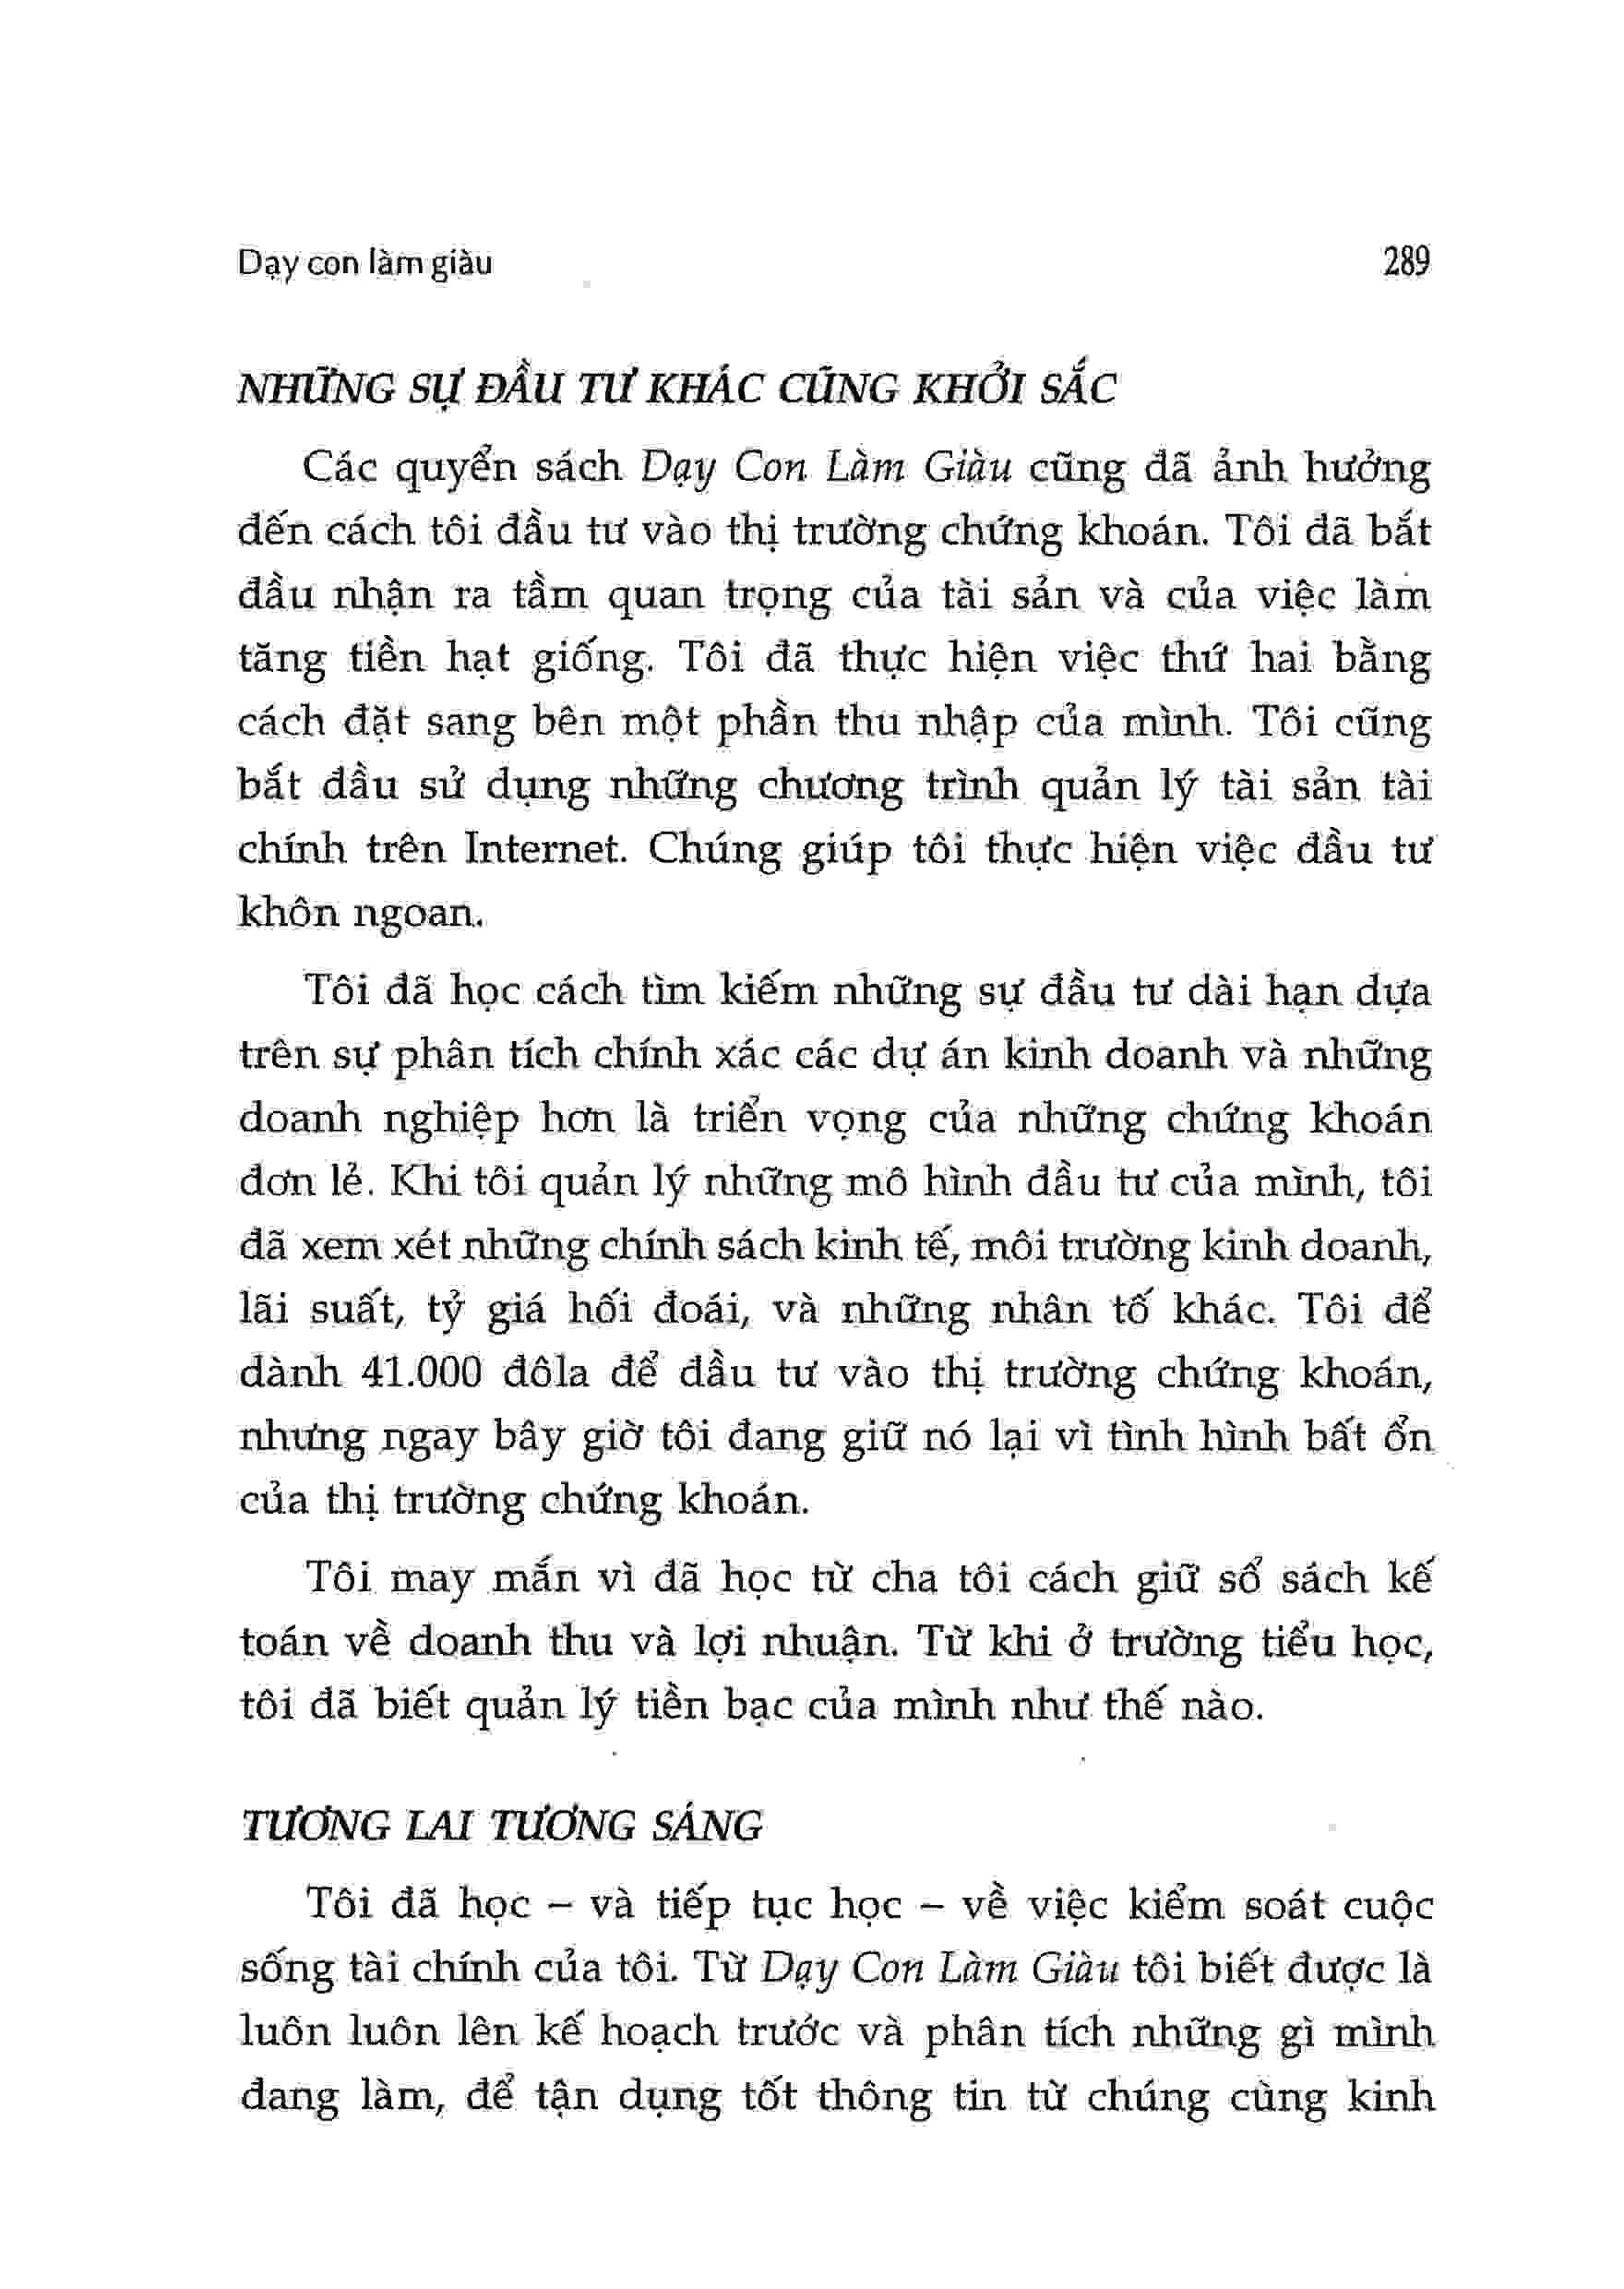 Dạy con làm giàu 289
NHỮNG SỰ ĐẦU TƯ KHÁC CŨNG KHỞI SẮC
Các quyển sách Dạy Con Làm Giàu cũng đã ảnh hưởng
đến cách tôi đầu tư vào thị trường chứng khoán. Tôi đã bắt
đầu nhận ra tầm quan trọng của tài sản và của việc làm
tăng tiền hạt giống. Tôi đã thực hiện việc thứ hai bằng
cách đặt sang bên một phần thu nhập của mình. Tôi cũng
bắt đầu sử dụng những chương trình quản lý tài sản tài
chính trên Internet. Chúng giúp tôi thực hiện việc đầu tư
khôn ngoan.
Tôi đã học cách tìm kiếm những sự đầu tư dài hạn dựa
trên sự phân tích chính xác các dự án kinh doanh và những
doanh nghiệp hơn là triển vọng của những chứng khoán
đơn lẻ. Khi tôi quản lý những mô hình đầu tư của mình, tôi
đã xem xét những chính sách kinh tế, môi trường kinh doanh,
lãi suất, tỷ giá hối đoái, và những nhân tố khác. Tôi để
dành 41.000 đôla để đầu tư vào thị trường chứng khoán,
nhưng ngay bây giờ tôi đang giữ nó lại vì tình hình bất ổn
của thị trường chứng khoán.
Tôi may mắn vì đã học từ cha tôi cách giữ sổ sách kế
toán về doanh thu và lợi nhuận. Từ khi ở trường tiểu học,
tôi đã biết quản lý tiền bạc của mình như thế nào.
TƯƠNG LAI TƯƠNG SÁNG
Tôi đã học – và tiếp tục học – về việc kiểm soát cuộc
sống tài chính của tôi. Từ Dạy Con Làm Giàu tôi biết được là
luôn luôn lên kế hoạch trước và phân tích những gì mình
đang làm, để tận dụng tốt thông tin từ chúng cùng kinh